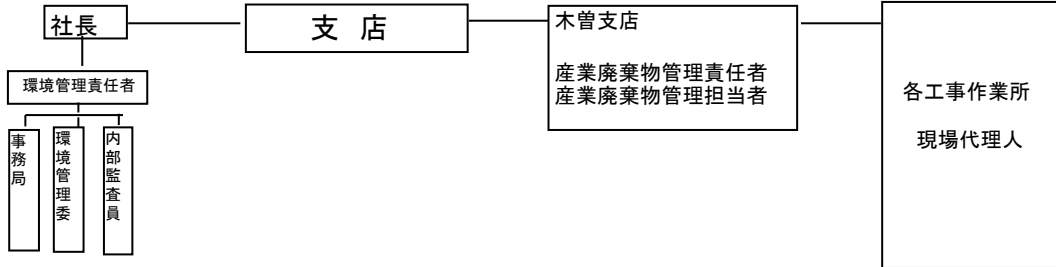 社長
支店
木曽支店
産業廃棄物管理責任者
産業廃棄物管理担当者
各工事作業所
現場代理人
環境管理責任者
事務局
環境管理委
内部監査員